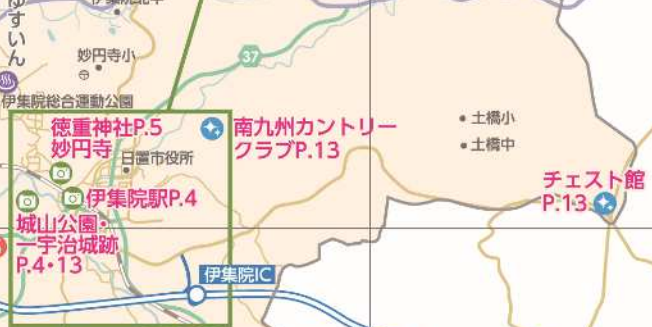 ゆすいん
妙円寺小
37
伊集院総合運動公園
徳重神社P.5
妙円寺
南九州カントリー
クラブP.13
日置市役所
土橋小
土橋中
チェスト館
P.13
伊集院駅P.4
城山公園・
一宇治城跡
P.4・13
伊集院IC